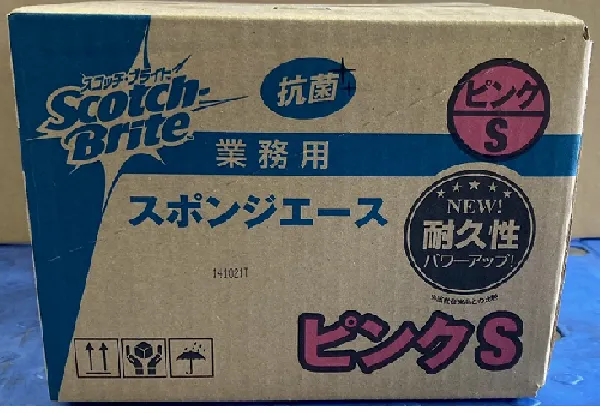 スコッチ・ブライト
Scotch-
Brite
抗菌
ピンク
S
業務用
スポンジエース
NEW!
耐久性
パワーアップ!
1410217
ピンクS